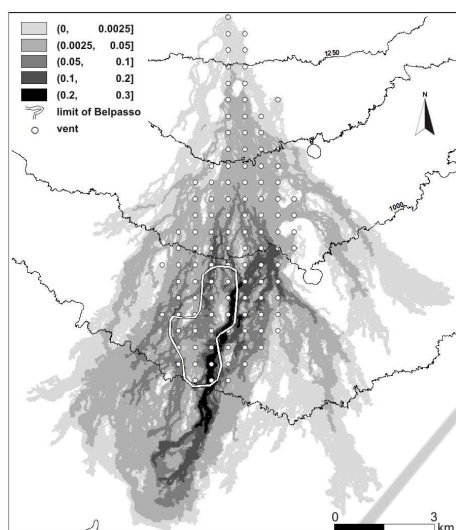 (0, 0.0025]
(0.0025, 0.05]
(0.05, 0.1]
(0.1, 0.2]
(0.2, 0.3]
limit of Belpasso
vent
1250
N
1000
0 3
km